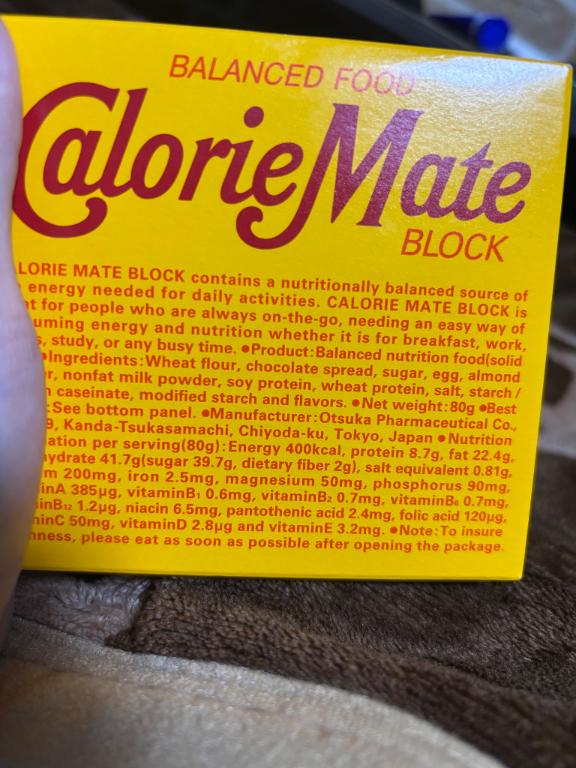 BALANCED FOOD
CalorieMate
BLOCK
LORIE MATE BLOCK contains a nutritionally balanced source of
energy needed for daily activities. CALORIE MATE BLOCK is
nt for people who are always on-the-go, needing an easy way of
uming energy and nutrition whether it is for breakfast, work,
s, study, or any busy time. ●Product:Balanced nutrition food(solid
●Ingredients:Wheat flour, chocolate spread, sugar, egg, almond
r, nonfat milk powder, soy protein, wheat protein, salt, starch /
n caseinate, modified starch and flavors. ●Net weight:80g ●Best
:See bottom panel. ●Manufacturer:Otsuka Pharmaceutical Co.,
9, Kanda-Tsukasamachi, Chiyoda-ku, Tokyo, Japan ●Nutrition
ation per serving(80g):Energy 400kcal, protein 8.7g, fat 22.4g,
ydrate 41.7g(sugar 39.7g, dietary fiber 2g), salt equivalent 0.81g,
m 200mg, iron 2.5mg, magnesium 50mg, phosphorus 90mg,
inA 385μg, vitaminB₁ 0.6mg, vitaminB₂ 0.7mg, vitaminB₆ 0.7mg,
inB₁₂ 1.2μg, niacin 6.5mg, pantothenic acid 2.4mg, folic acid 120μg,
inC 50mg, vitaminD 2.8μg and vitaminE 3.2mg. ●Note:To insure
hness, please eat as soon as possible after opening the package.